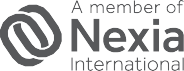 A member of
Nexia
International